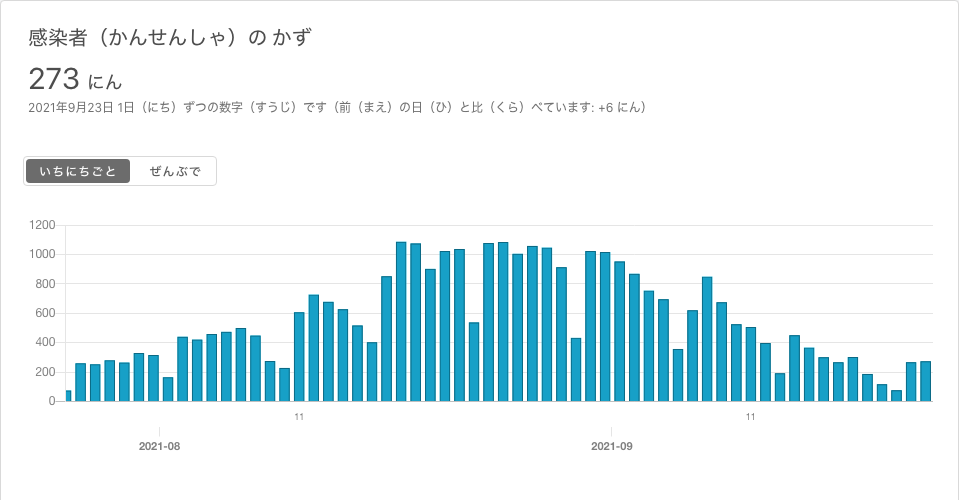 感染者（かんせんしゃ）の かず
273 にん
2021年9月23日 1日（にち）ずつの数字（すうじ）です（前（まえ）の日（ひ）と比（くら）べています: +6 にん）
いちにちごと ぜんぶで
1200
1000
800
600
400
200
0
11 11
2021-08 2021-09